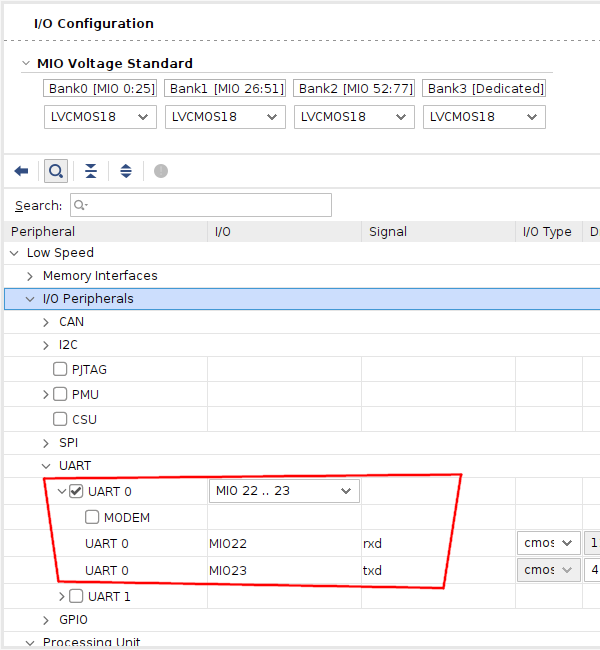 I/O Configuration
MIO Voltage Standard
Bank0 [MIO 0:25] Bank1 [MIO 26:51] Bank2 [MIO 52:77] Bank3 [Dedicated]
LVCMOS18 LVCMOS18 LVCMOS18 LVCMOS18
Search:
Peripheral I/O Signal I/O Type
Low Speed
Memory Interfaces
I/O Peripherals
CAN
I2C
PJTAG
PMU
CSU
SPI
UART
UART 0 MIO 22 .. 23
MODEM
UART 0 MIO22 rxd cmos 1
UART 0 MIO23 txd cmos 4
UART 1
GPIO
Processing Unit